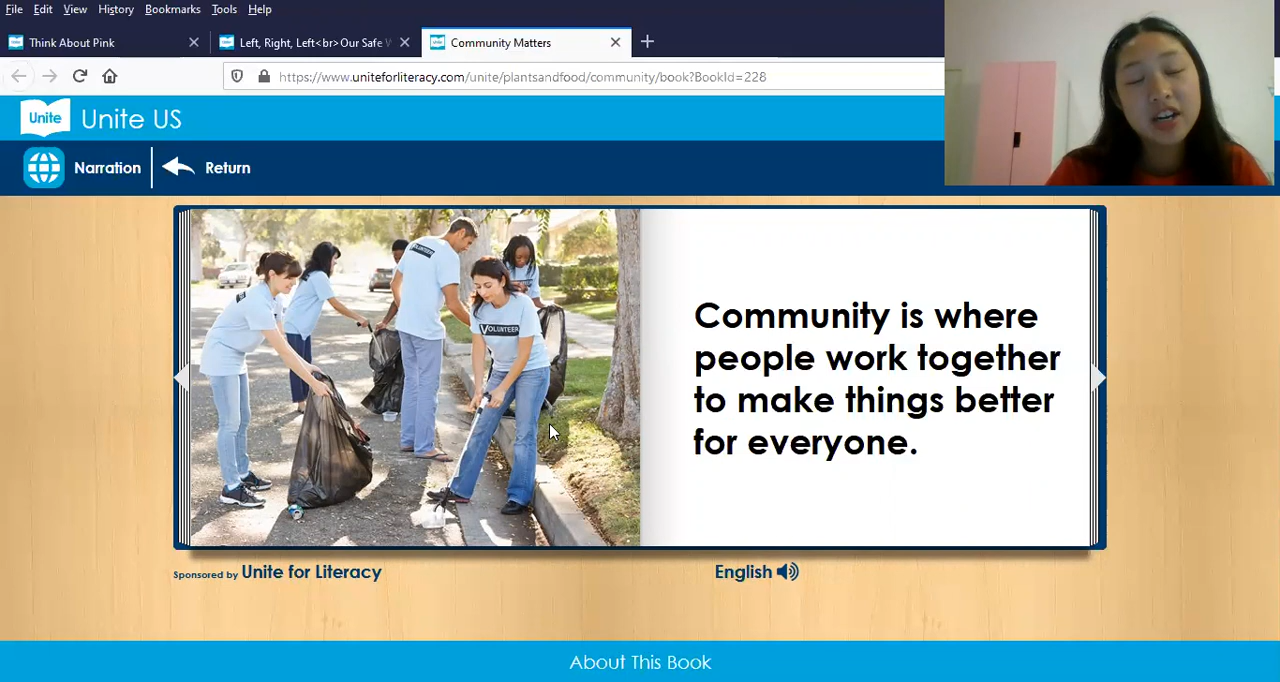 File Edit View History Bookmarks Tools Help
Think About Pink
Left, Right, Left<br>Our Safe W
Community Matters
https://www.uniteforliteracy.com/unite/plantsandfood/community/book?BookId=228
Unite Unite US
Narration Return
VOLUNTEER
VOLUNTEER
Community is where
people work together
to make things better
for everyone.
Sponsored by Unite for Literacy
English
About This Book